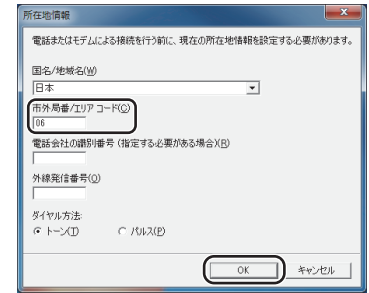 所在地情報
電話またはモデムによる接続を行う前に、現在の所在地情報を設定する必要があります。
国名/地域名(W)
日本
市外局番/エリア コード(C)
06
電話会社の識別番号 (指定する必要がある場合)(R)
外線発信番号(O)
ダイヤル方法:
トーン(T) パルス(P)
OK キャンセル